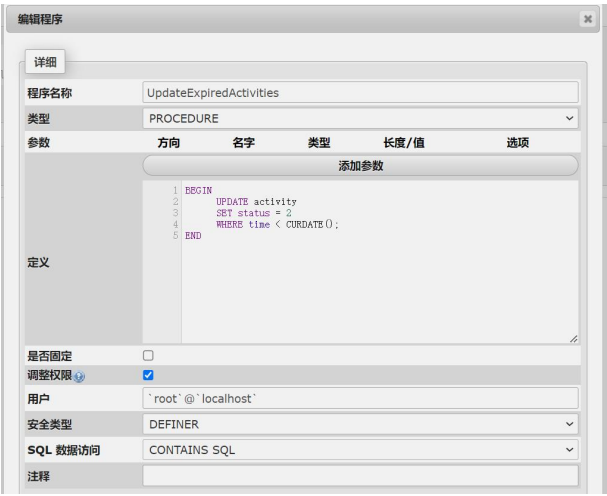 编辑程序
详细
程序名称 UpdateExpiredActivities
类型 PROCEDURE
参数 方向 名字 类型 长度/值 选项
添加参数
定义
1 BEGIN
2 UPDATE activity
3 SET status = 2
4 WHERE time < CURDATE();
5 END
是否固定
调整权限
用户 `root`@`localhost`
安全类型 DEFINER
SQL 数据访问 CONTAINS SQL
注释